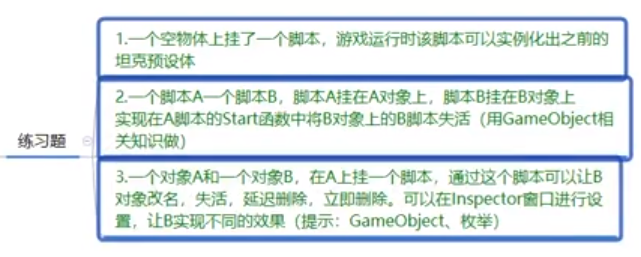 练习题
1.一个空物体上挂了一个脚本，游戏运行时该脚本可以实例化出之前的
坦克预设体
2.一个脚本A一个脚本B，脚本A挂在A对象上，脚本B挂在B对象上
实现在A脚本的Start函数中将B对象上的B脚本失活（用GameObject相
关知识做）
3.一个对象A和一个对象B，在A上挂一个脚本，通过这个脚本可以让B
对象改名，失活，延迟删除，立即删除。可以在Inspector窗口进行设
置，让B实现不同的效果（提示：GameObject、枚举）